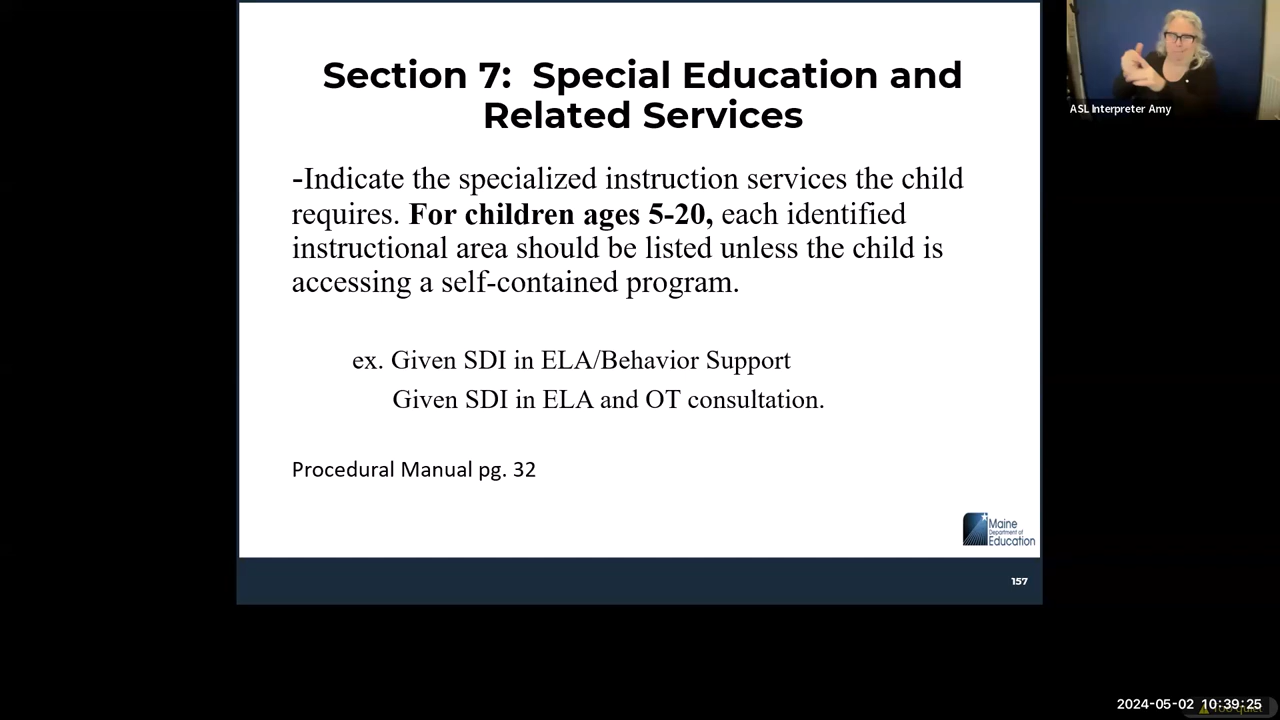 Section 7:  Special Education and
Related Services
-Indicate the specialized instruction services the child
requires. For children ages 5-20, each identified
instructional area should be listed unless the child is
accessing a self-contained program.
ex. Given SDI in ELA/Behavior Support
Given SDI in ELA and OT consultation.
Procedural Manual pg. 32
Maine
Department of
Education
157
ASL Interpreter Amy
2024-05-02 10:39:25